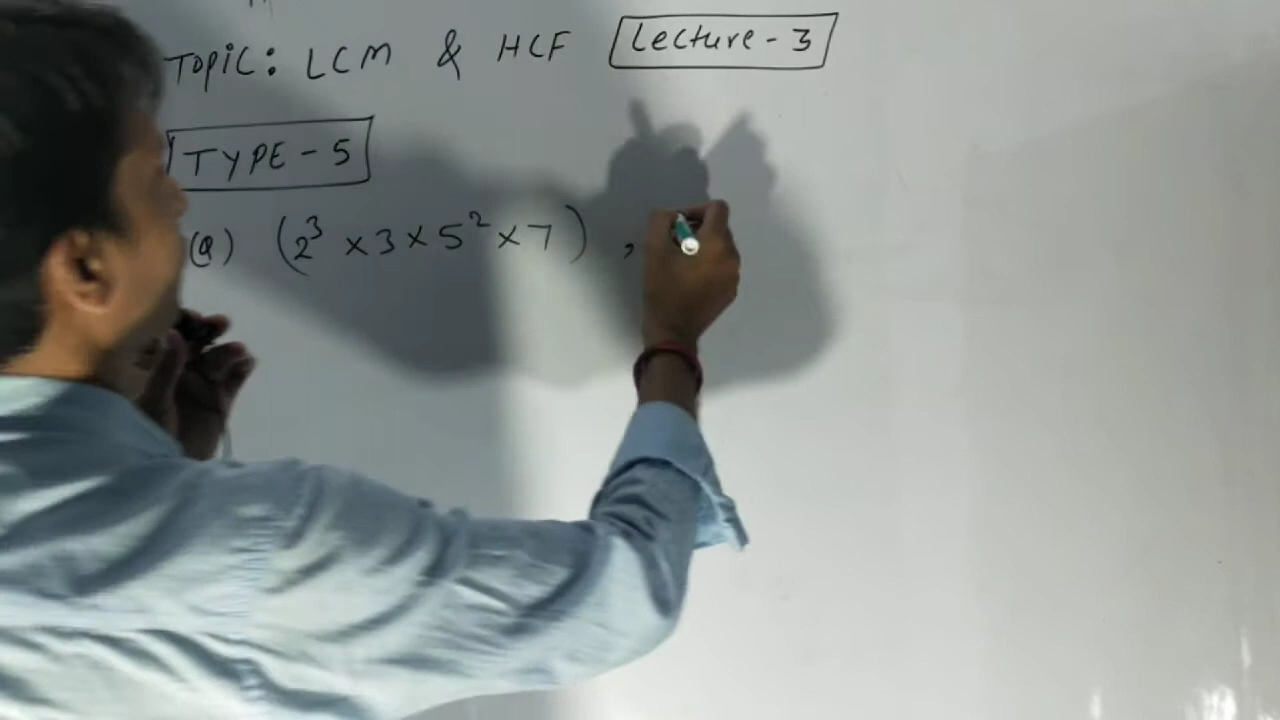 TOPIC: LCM & HCF Lecture-3
TYPE-5
(Q) (2³ × 3 × 5² × 7) ,